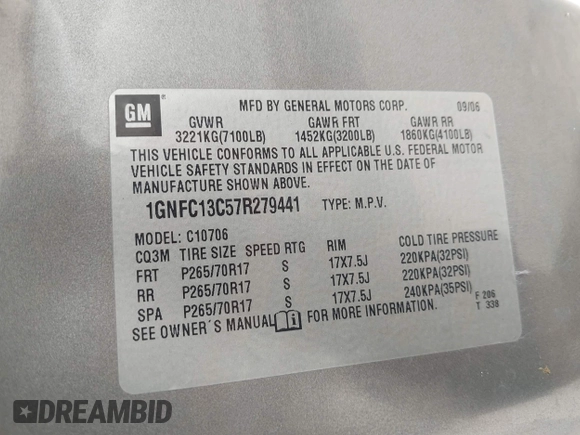 GM
MFD BY GENERAL MOTORS CORP. 09/06
GVWR GAWR FRT GAWR RR
3221KG(7100LB) 1452KG(3200LB) 1860KG(4100LB)
THIS VEHICLE CONFORMS TO ALL APPLICABLE U.S. FEDERAL MOTOR
VEHICLE SAFETY STANDARDS IN EFFECT ON THE DATE OF
MANUFACTURE SHOWN ABOVE.
1GNFC13C57R279441 TYPE: M.P.V.
MODEL: C10706
CQ3M TIRE SIZE SPEED RTG RIM COLD TIRE PRESSURE
FRT P265/70R17 S 17X7.5J 220KPA(32PSI)
RR P265/70R17 S 17X7.5J 220KPA(32PSI)
SPA P265/70R17 S 17X7.5J 240KPA(35PSI) F 206
SEE OWNER´S MANUAL FOR MORE INFORMATION. T 338
DREAMBID